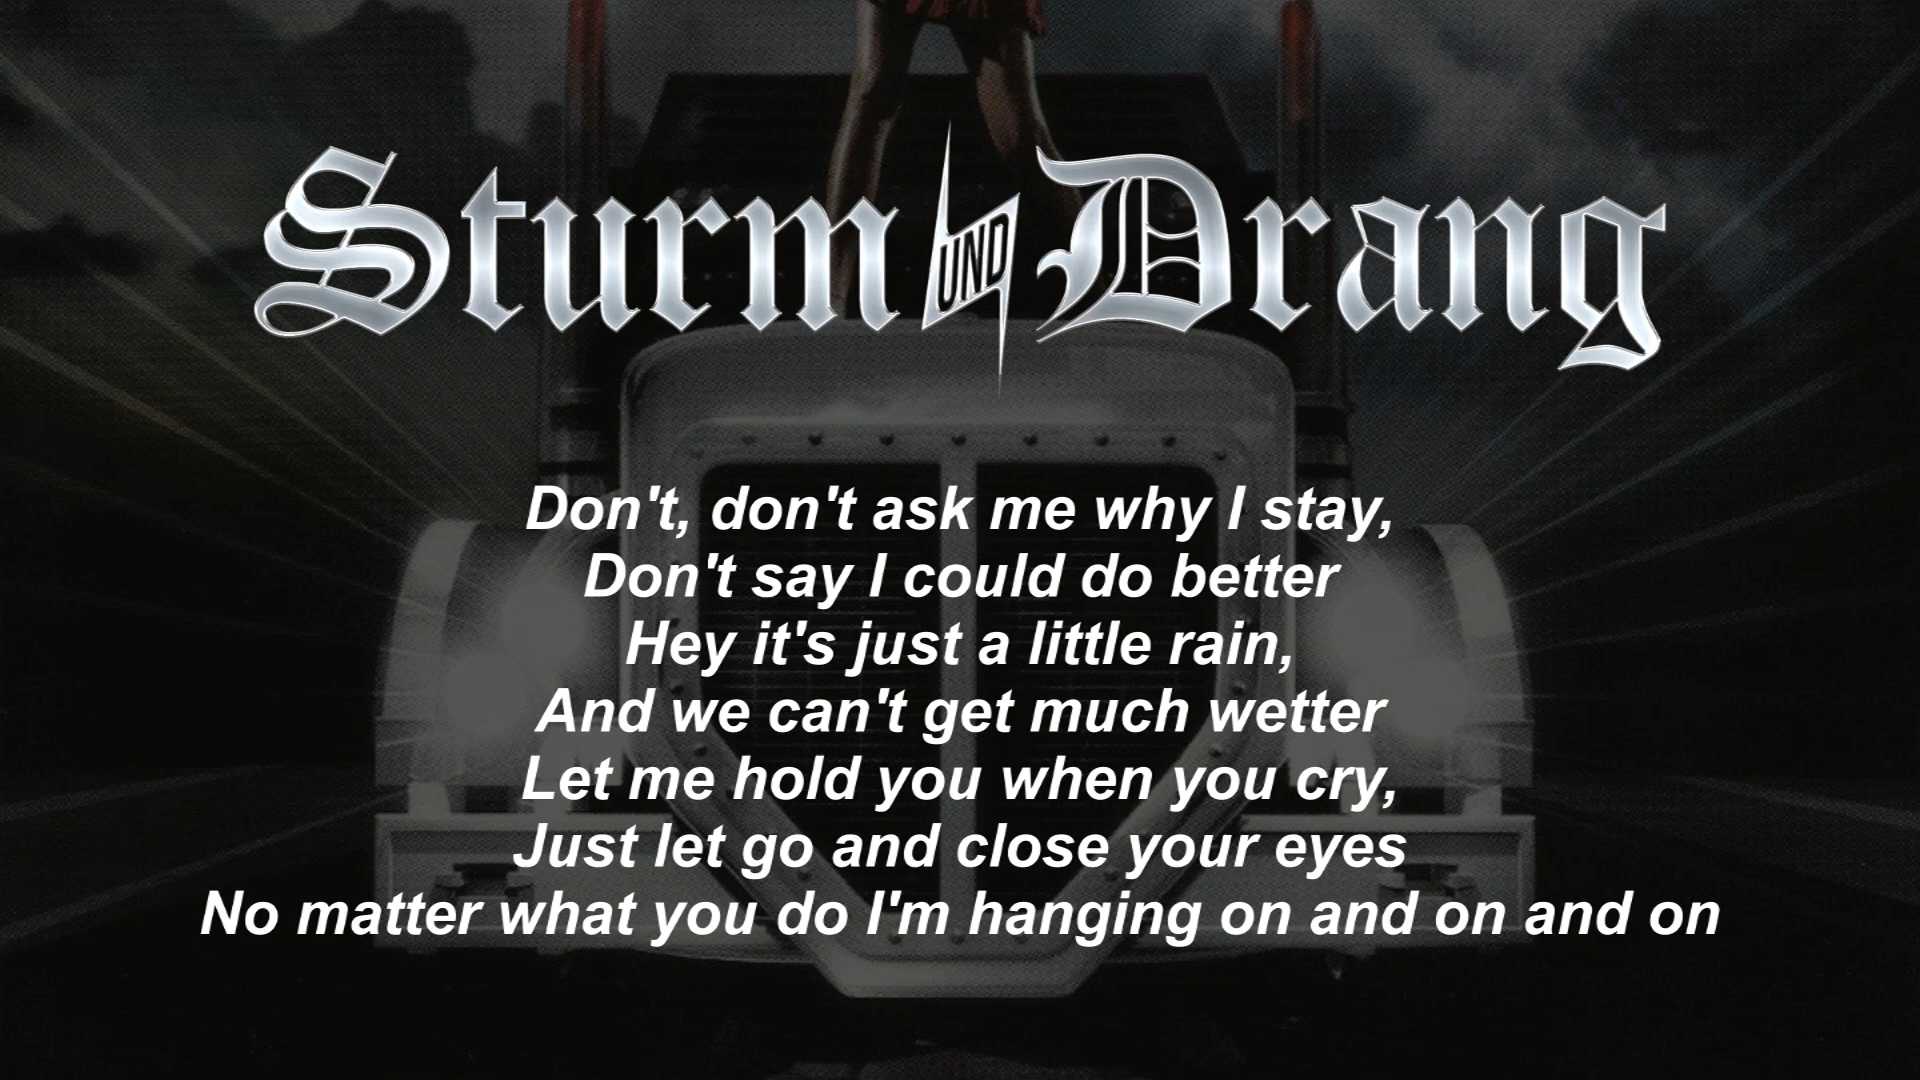 Sturm UND Drang
Don't, don't ask me why I stay,
Don't say I could do better
Hey it's just a little rain,
And we can't get much wetter
Let me hold you when you cry,
Just let go and close your eyes
No matter what you do I'm hanging on and on and on